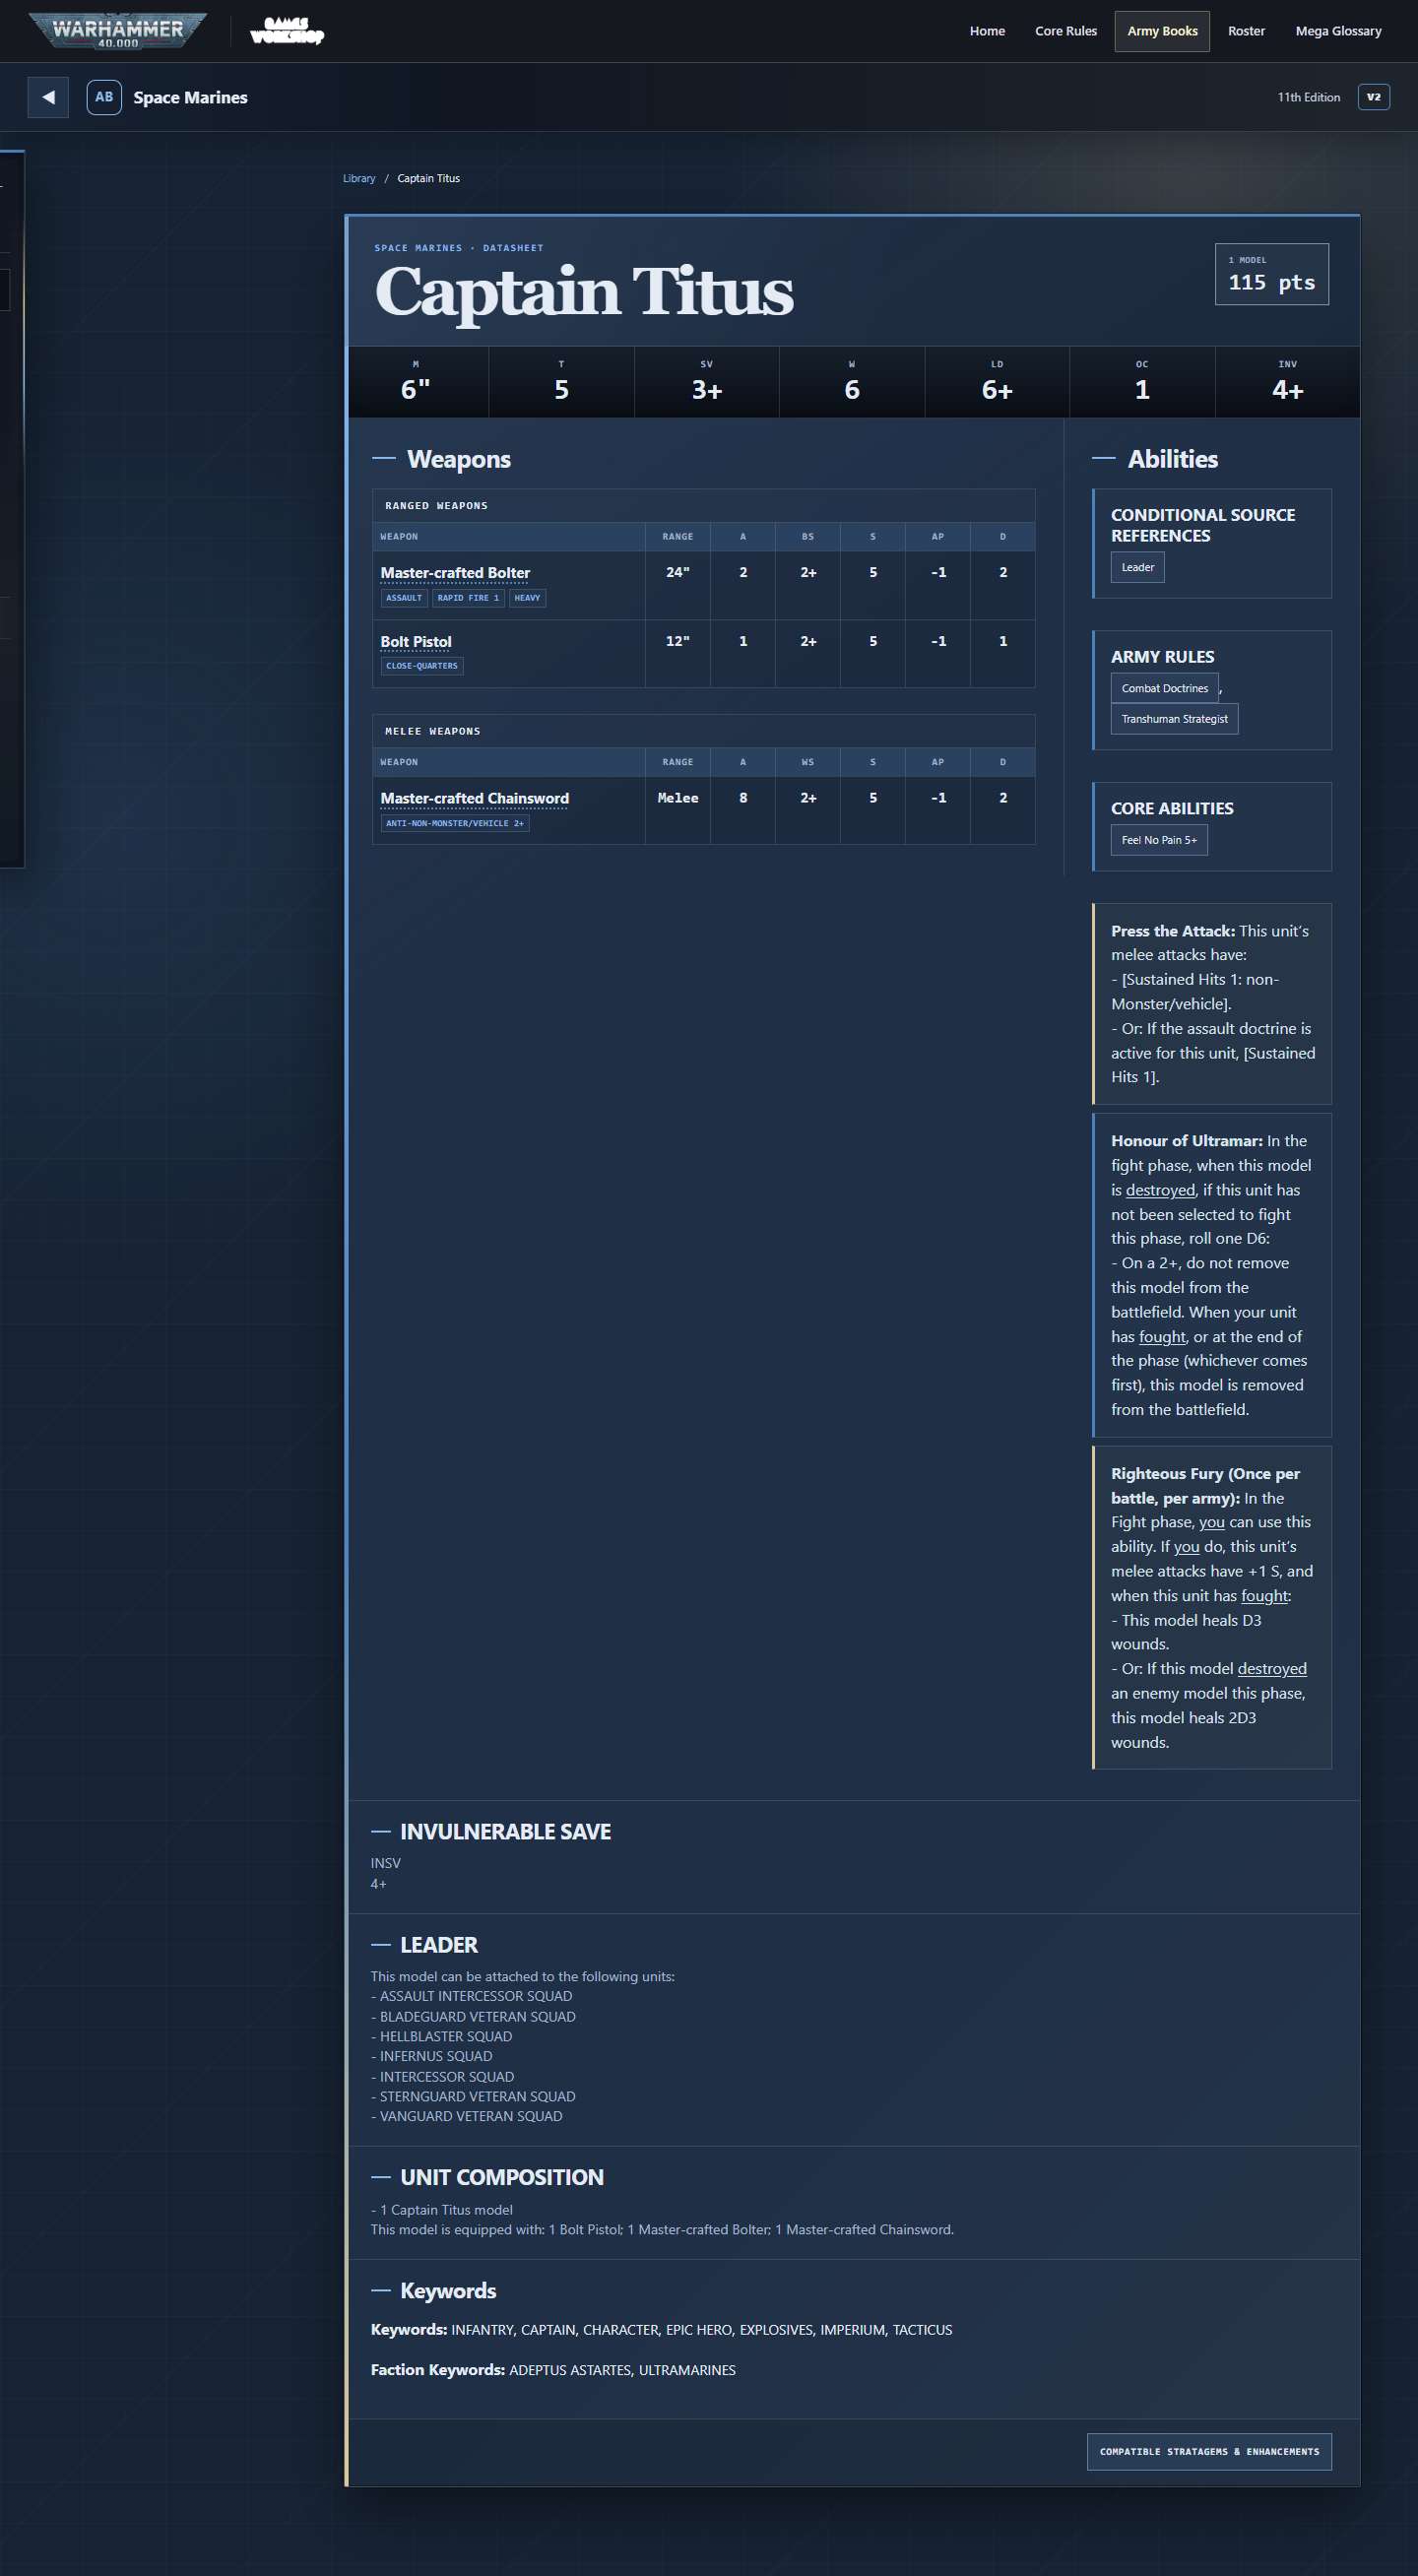 WARHAMMER
40,000
GAMES
WORKSHOP
Home
Core Rules
Army Books
Roster
Mega Glossary
AB
Space Marines
11th Edition
V2
Library / Captain Titus
SPACE MARINES · DATASHEET
Captain Titus
1 MODEL
115 pts
M
6"
T
5
SV
3+
W
6
LD
6+
OC
1
INV
4+
Weapons
RANGED WEAPONS
WEAPON RANGE A BS S AP D
Master-crafted Bolter 24" 2 2+ 5 -1 2
ASSAULT RAPID FIRE 1 HEAVY
Bolt Pistol 12" 1 2+ 5 -1 1
CLOSE-QUARTERS
MELEE WEAPONS
WEAPON RANGE A WS S AP D
Master-crafted Chainsword Melee 8 2+ 5 -1 2
ANTI-NON-MONSTER/VEHICLE 2+
Abilities
CONDITIONAL SOURCE
REFERENCES
Leader
ARMY RULES
Combat Doctrines ,
Transhuman Strategist
CORE ABILITIES
Feel No Pain 5+
Press the Attack: This unit's
melee attacks have:
- [Sustained Hits 1: non-
Monster/vehicle].
- Or: If the assault doctrine is
active for this unit, [Sustained
Hits 1].
Honour of Ultramar: In the
fight phase, when this model
is destroyed, if this unit has
not been selected to fight
this phase, roll one D6:
- On a 2+, do not remove
this model from the
battlefield. When your unit
has fought, or at the end of
the phase (whichever comes
first), this model is removed
from the battlefield.
Righteous Fury (Once per
battle, per army): In the
Fight phase, you can use this
ability. If you do, this unit's
melee attacks have +1 S, and
when this unit has fought:
- This model heals D3
wounds.
- Or: If this model destroyed
an enemy model this phase,
this model heals 2D3
wounds.
INVULNERABLE SAVE
INSV
4+
LEADER
This model can be attached to the following units:
- ASSAULT INTERCESSOR SQUAD
- BLADEGUARD VETERAN SQUAD
- HELLBLASTER SQUAD
- INFERNUS SQUAD
- INTERCESSOR SQUAD
- STERNGUARD VETERAN SQUAD
- VANGUARD VETERAN SQUAD
UNIT COMPOSITION
- 1 Captain Titus model
This model is equipped with: 1 Bolt Pistol; 1 Master-crafted Bolter; 1 Master-crafted Chainsword.
Keywords
Keywords: INFANTRY, CAPTAIN, CHARACTER, EPIC HERO, EXPLOSIVES, IMPERIUM, TACTICUS
Faction Keywords: ADEPTUS ASTARTES, ULTRAMARINES
COMPATIBLE STRATAGEMS & ENHANCEMENTS